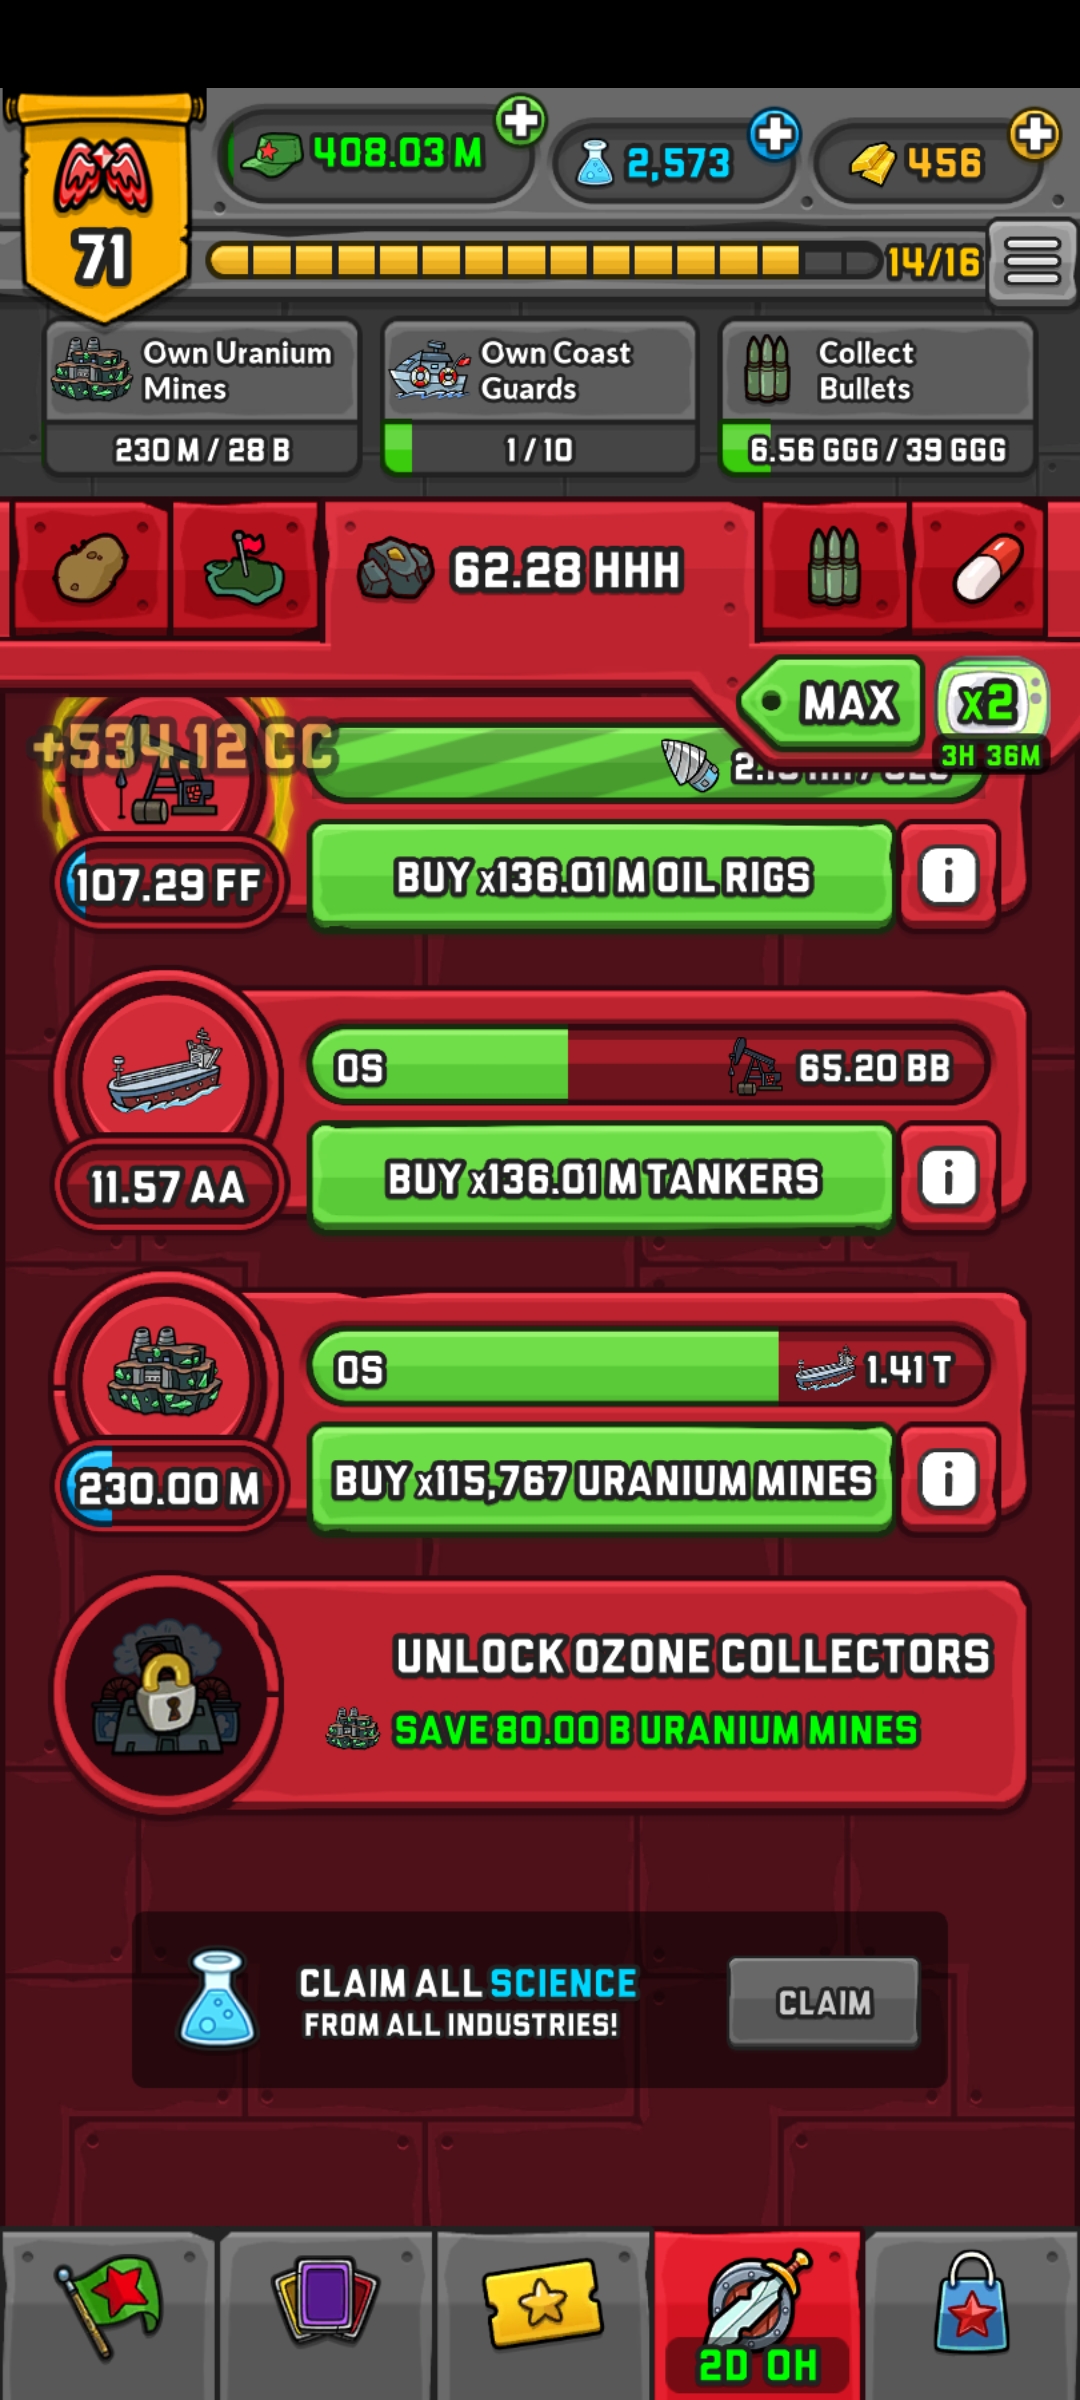 408.03 M
2,573
456
71
14/16
Own Uranium
Mines
230 M / 28 B
Own Coast
Guards
1 / 10
Collect
Bullets
6.56 GGG / 39 GGG
62.28 HHH
MAX
x2
3H 36M
+534.12 CC
107.29 FF
BUY x136.01 M OIL RIGS
i
0S
65.20 BB
11.57 AA
BUY x136.01 M TANKERS
i
0S
1.41 T
230.00 M
BUY x115,767 URANIUM MINES
i
UNLOCK OZONE COLLECTORS
SAVE 80.00 B URANIUM MINES
CLAIM ALL SCIENCE
FROM ALL INDUSTRIES!
CLAIM
2D 0H